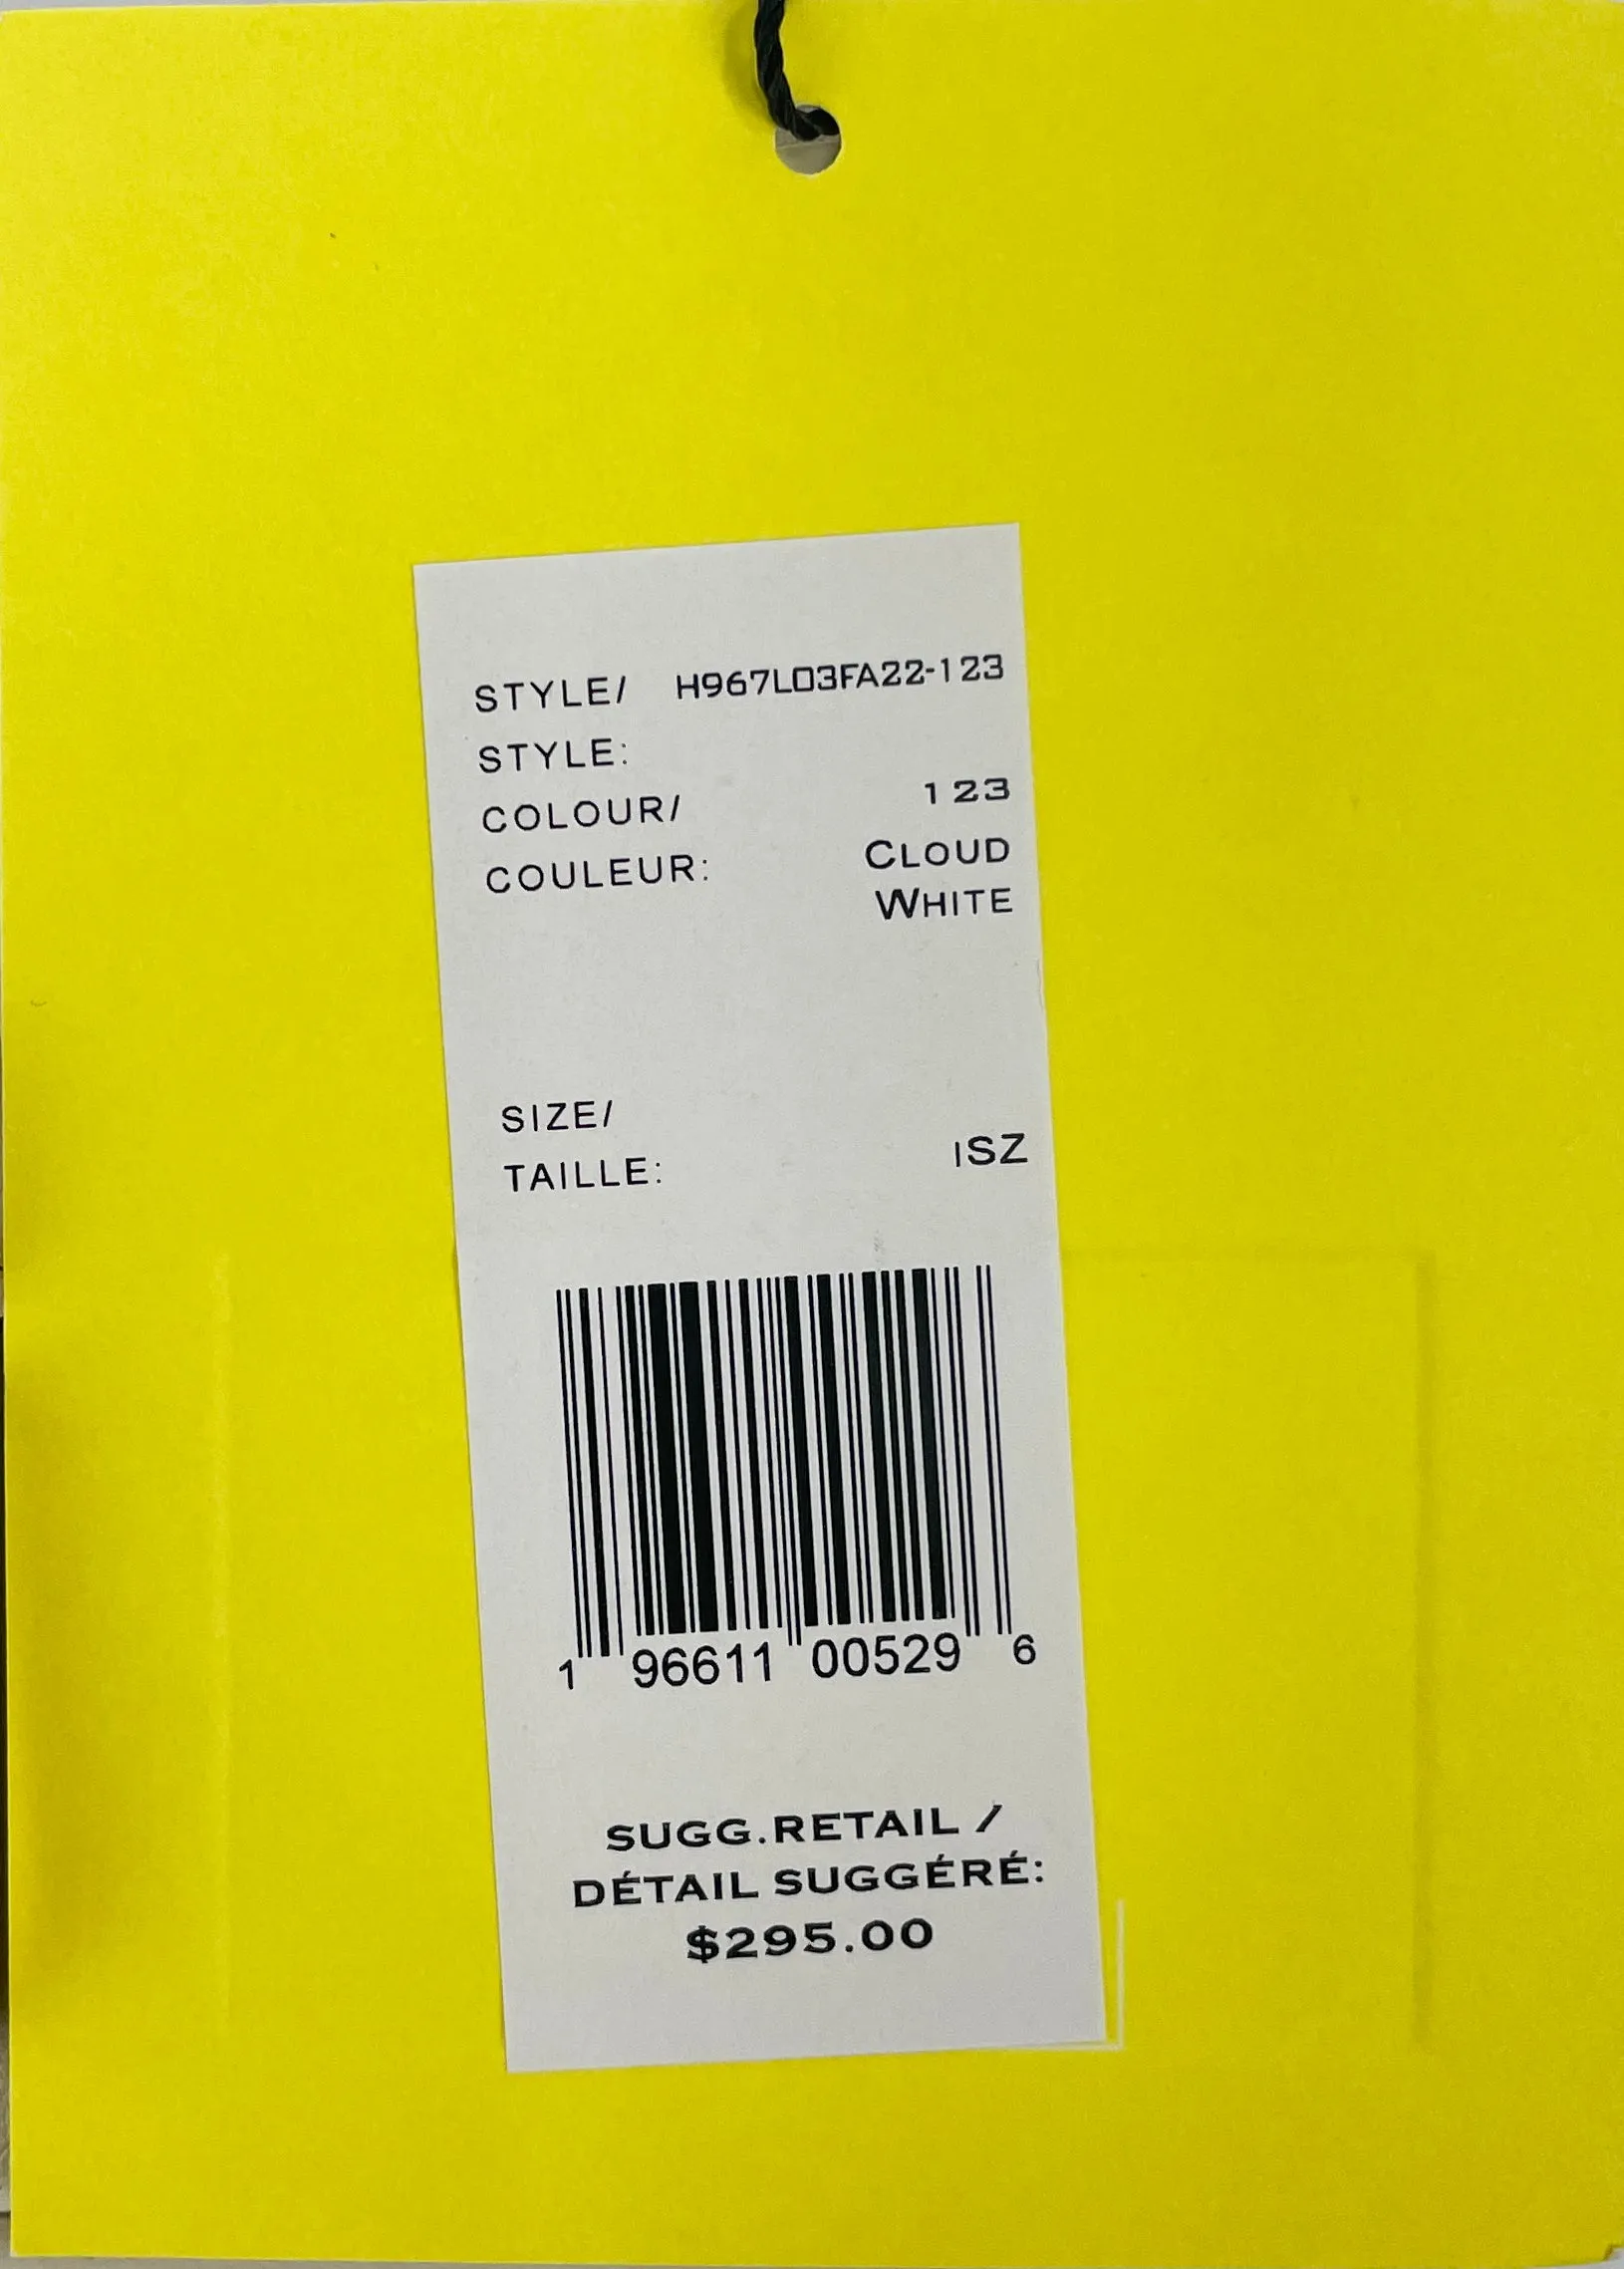 STYLE/ H967L03FA22-123
STYLE:
COLOUR/ 123
COULEUR: CLOUD
WHITE
SIZE/
TAILLE: 1SZ
1 96611 00529 6
SUGG.RETAIL /
DÉTAIL SUGGÉRÉ:
$295.00